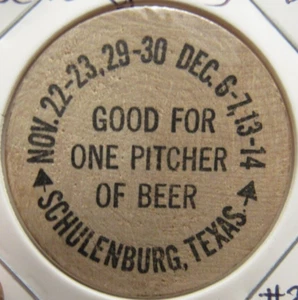 NOV. 22-23, 29-30 DEC. 6-7, 13-14
GOOD FOR
ONE PITCHER
OF BEER
SCHULENBURG, TEXAS